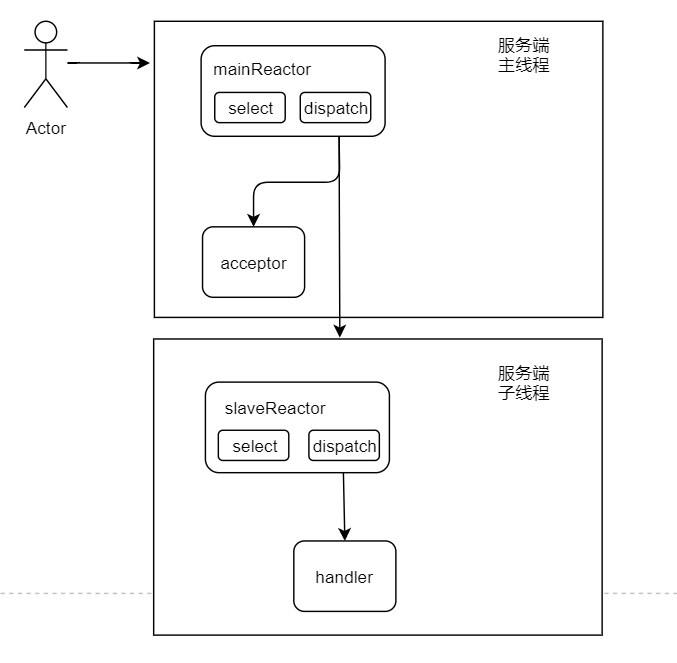 服务端
主线程
mainReactor
select
dispatch
Actor
acceptor
服务端
子线程
slaveReactor
select
dispatch
handler